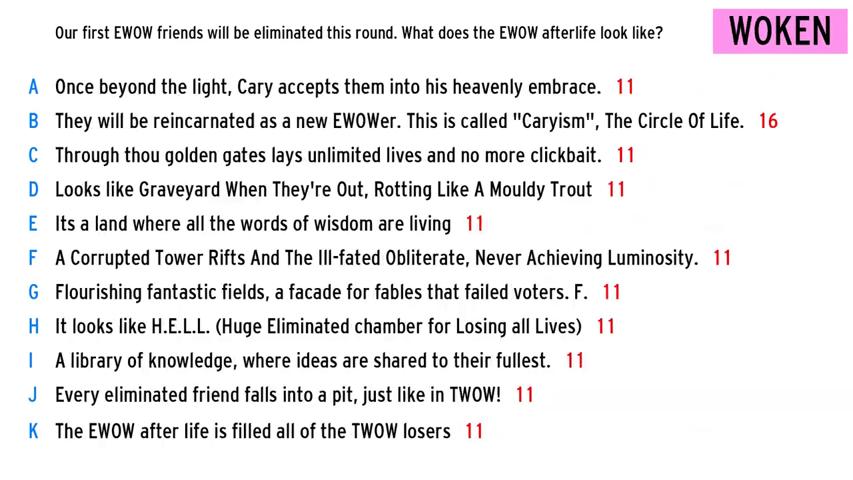 Our first EWOW friends will be eliminated this round. What does the EWOW afterlife look like?
WOKEN
A Once beyond the light, Cary accepts them into his heavenly embrace. 11
B They will be reincarnated as a new EWOWer. This is called "Caryism", The Circle Of Life. 16
C Through thou golden gates lays unlimited lives and no more clickbait. 11
D Looks like Graveyard When They're Out, Rotting Like A Mouldy Trout 11
E Its a land where all the words of wisdom are living 11
F A Corrupted Tower Rifts And The Ill-fated Obliterate, Never Achieving Luminosity. 11
G Flourishing fantastic fields, a facade for fables that failed voters. F. 11
H It looks like H.E.L.L. (Huge Eliminated chamber for Losing all Lives) 11
I A library of knowledge, where ideas are shared to their fullest. 11
J Every eliminated friend falls into a pit, just like in TWOW! 11
K The EWOW after life is filled all of the TWOW losers 11